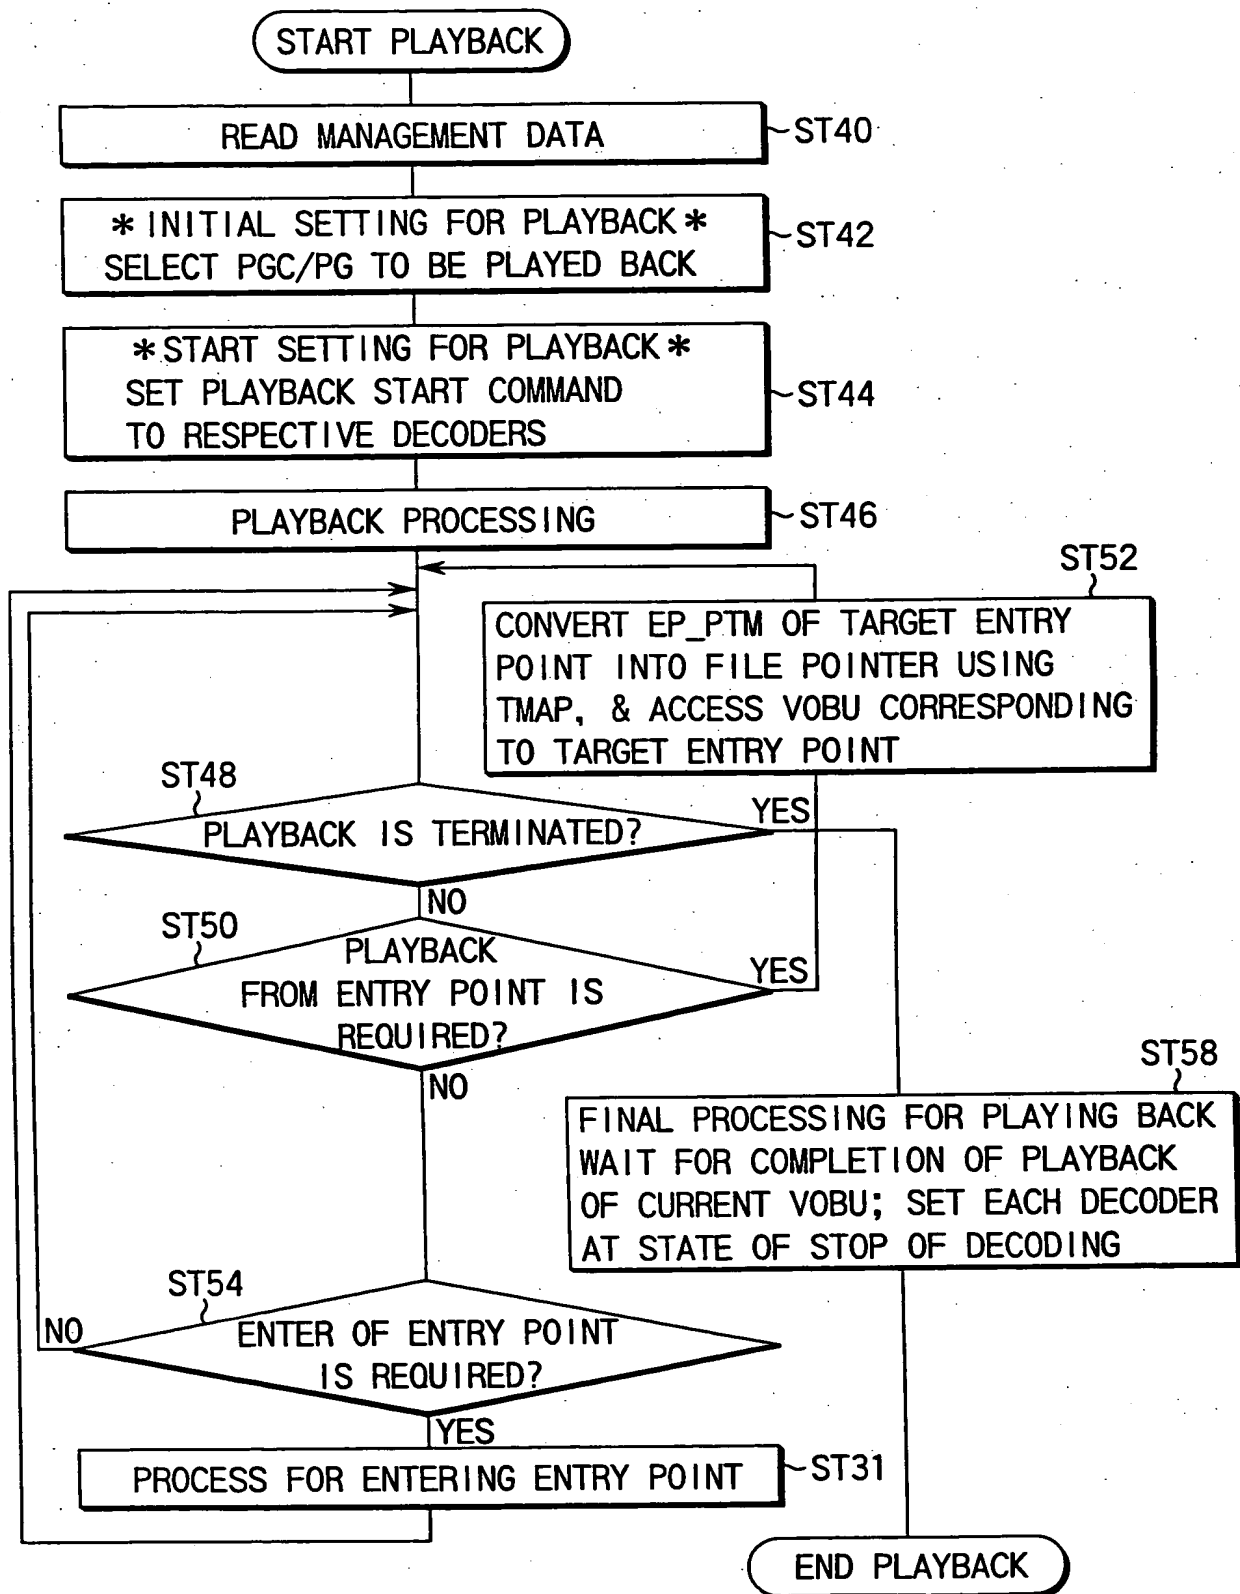 START PLAYBACK
READ MANAGEMENT DATA
ST40
* INITIAL SETTING FOR PLAYBACK *
SELECT PGC/PG TO BE PLAYED BACK
ST42
* START SETTING FOR PLAYBACK *
SET PLAYBACK START COMMAND
TO RESPECTIVE DECODERS
ST44
PLAYBACK PROCESSING
ST46
ST52
CONVERT EP_PTM OF TARGET ENTRY
POINT INTO FILE POINTER USING
TMAP, & ACCESS VOBU CORRESPONDING
TO TARGET ENTRY POINT
ST48
PLAYBACK IS TERMINATED?
YES
NO
ST50
PLAYBACK
FROM ENTRY POINT IS
REQUIRED?
YES
NO
ST58
FINAL PROCESSING FOR PLAYING BACK
WAIT FOR COMPLETION OF PLAYBACK
OF CURRENT VOBU; SET EACH DECODER
AT STATE OF STOP OF DECODING
ST54
NO
ENTER OF ENTRY POINT
IS REQUIRED?
YES
PROCESS FOR ENTERING ENTRY POINT
ST31
END PLAYBACK